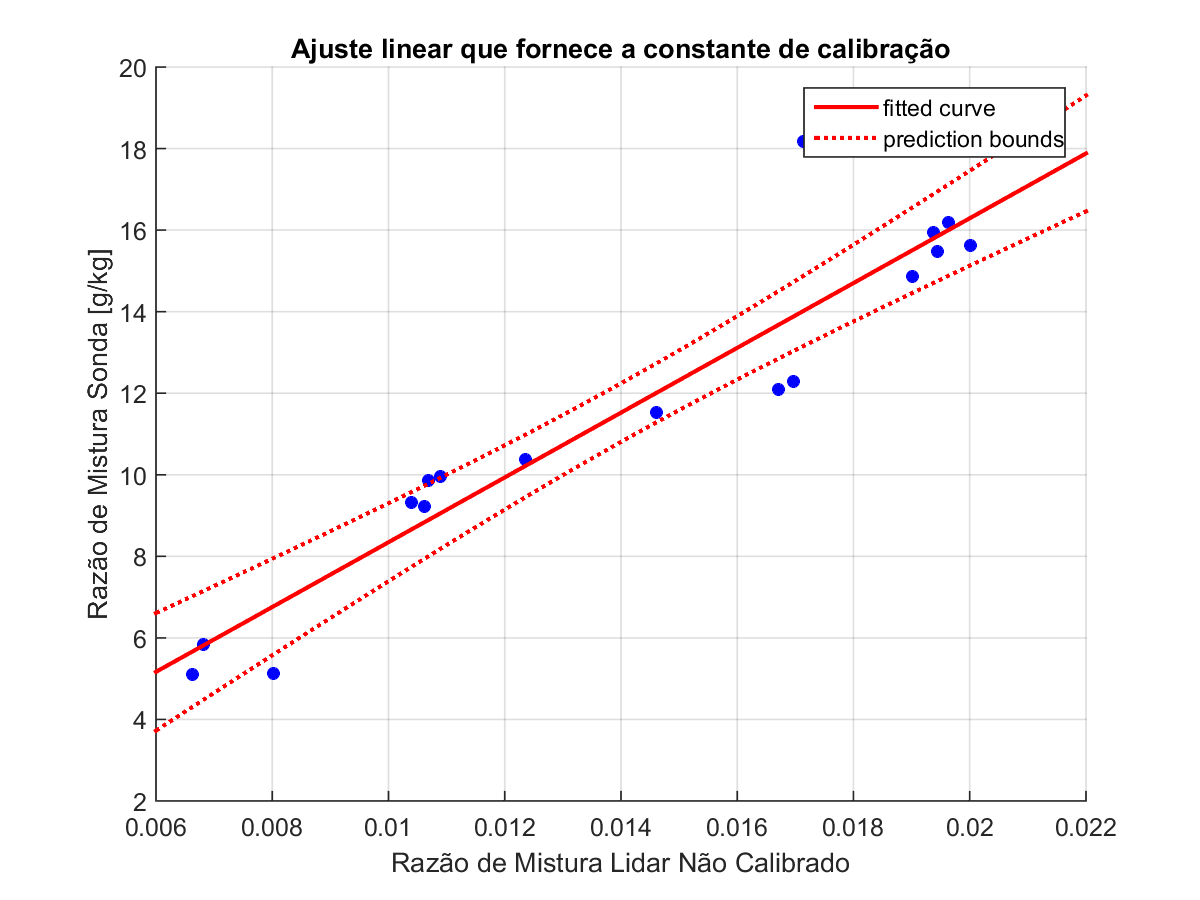 Ajuste linear que fornece a constante de calibração
20
18
16
14
12
10
8
6
4
2
fitted curve
prediction bounds
Razão de Mistura Sonda [g/kg]
0.006 0.008 0.01 0.012 0.014 0.016 0.018 0.02 0.022
Razão de Mistura Lidar Não Calibrado